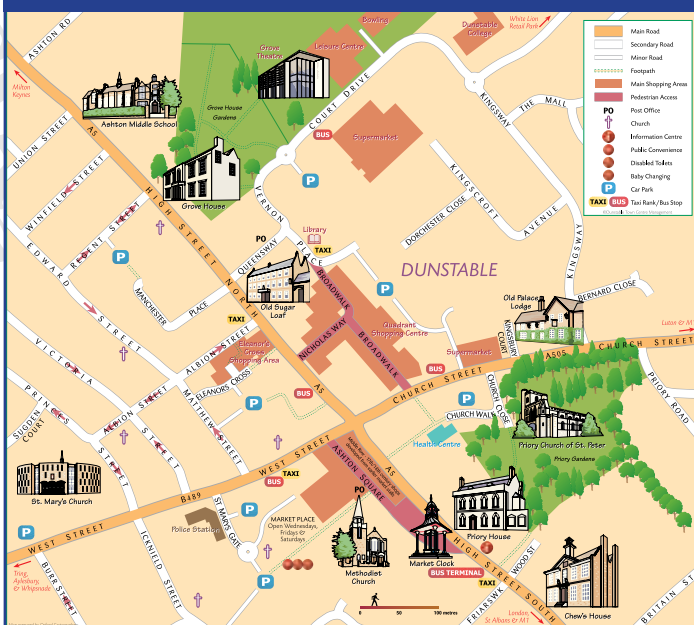 Bowling
Dunstable
College
White Lion
Retail Park
Leisure Centre
Grove
Theatre
ASHTON RD
Milton
Keynes
Ashton Middle School
Grove House
Gardens
COURT DRIVE
KINGSWAY
THE MALL
Main Road
Secondary Road
Minor Road
Footpath
Main Shopping Areas
Pedestrian Access
PO
Post Office
Church
Information Centre
Public Convenience
Disabled Toilets
Baby Changing
P
Car Park
TAXI
BUS
Taxi Rank/Bus Stop
BUS
Supermarket
UNION STREET
A5
HIGH STREET NORTH
Grove House
P
WINFIELD STREET
REGENT STREET
EDWARD STREET
VERNON PLACE
KINGSCROFT AVENUE
DORCHESTER CLOSE
KINGSWAY
PO
Library
TAXI
QUEENSWAY
P
MANCHESTER PLACE
DUNSTABLE
Old Sugar
Loaf
P
BERNARD CLOSE
Old Palace
Lodge
TAXI
BROADWALK
NICHOLAS WAY
Quadrant
Shopping Centre
BROADWALK
KINGSBURY
COURT
Luton & M1
VICTORIA STREET
ALBION STREET
Eleanor's
Cross
Shopping Area
ELEANOR'S CROSS
A5
Supermarket
A505
CHURCH STREET
BUS
CHURCH STREET
PRIORY ROAD
PRINCES STREET
SUGDEN
COURT
ALBION STREET
MATTHEW STREET
P
BUS
CHURCH CLOSE
P
CHURCH WALK
Health Centre
Priory Church of St. Peter
Priory Gardens
WEST STREET
St. Mary's Church
BUS
TAXI
ASHTON SQUARE
A5
B489
PO
Police Station
ST MARYS GATE
MARKET PLACE
Open Wednesdays,
Fridays &
Saturdays
P
WEST STREET
Tring,
Aylesbury,
& Whipsnade
BURR STREET
ICKNIELD STREET
P
Methodist
Church
Market Clock
BUS TERMINAL
Priory House
TAXI
HIGH STREET SOUTH
WOOD ST
FRIARS WK
Chew's House
London,
St Albans & M1
BRITAIN ST
0
50
100 metres